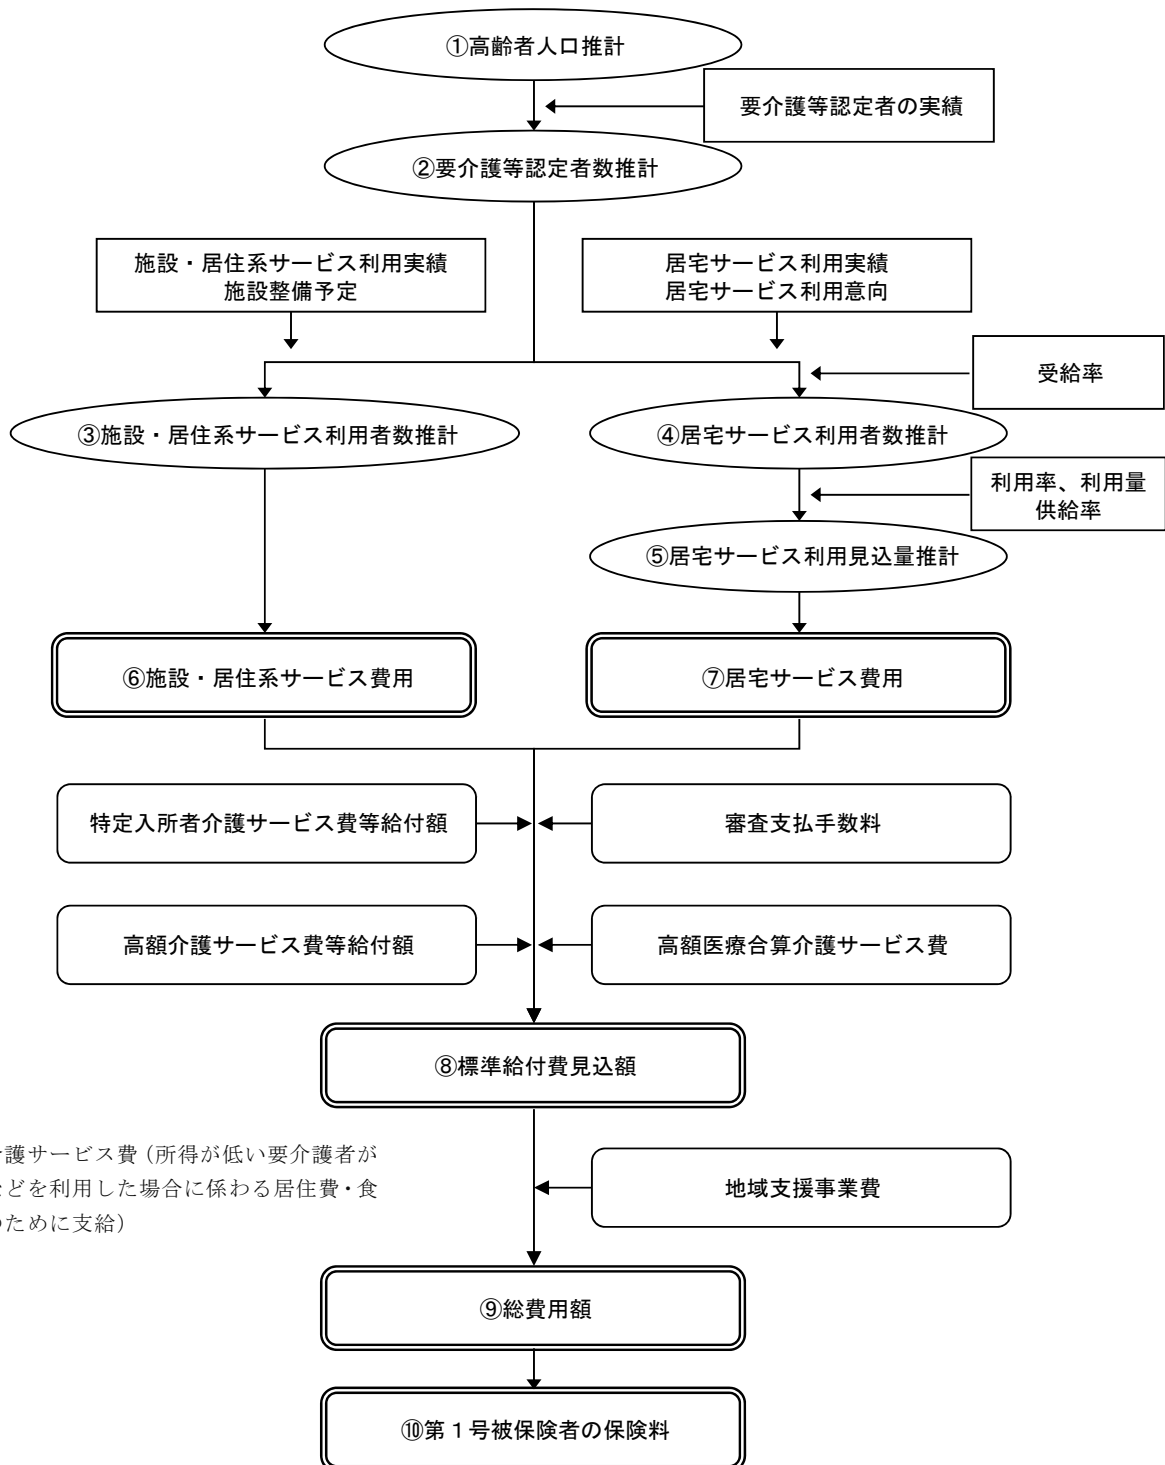 ①高齢者人口推計
要介護等認定者の実績
②要介護等認定者数推計
施設・居住系サービス利用実績
施設整備予定
居宅サービス利用実績
居宅サービス利用意向
受給率
③施設・居住系サービス利用者数推計
④居宅サービス利用者数推計
利用率、利用量
供給率
⑤居宅サービス利用見込量推計
⑥施設・居住系サービス費用
⑦居宅サービス費用
特定入所者介護サービス費等給付額
審査支払手数料
高額介護サービス費等給付額
高額医療合算介護サービス費
⑧標準給付費見込額
護サービス費（所得が低い要介護者が
などを利用した場合に係わる居住費・食
のために支給）
地域支援事業費
⑨総費用額
⑩第１号被保険者の保険料